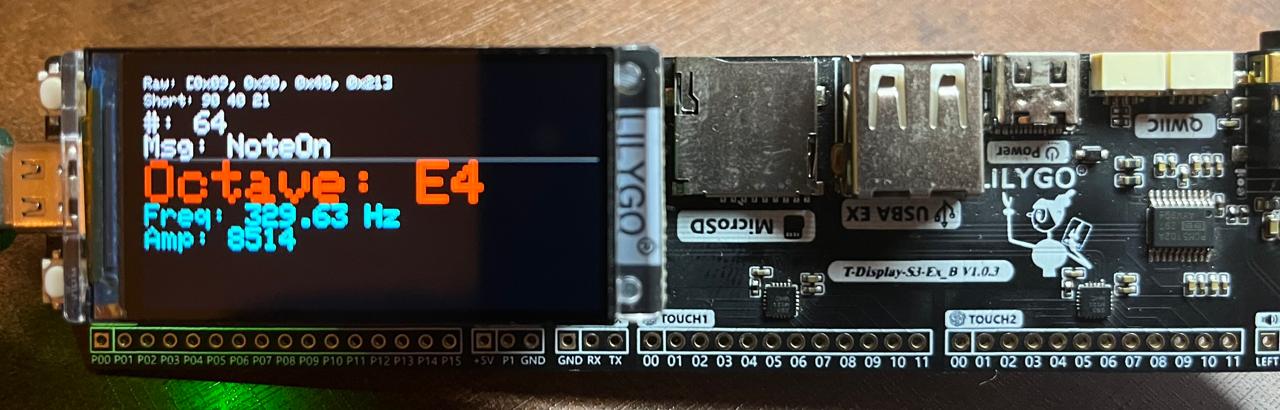 Raw: [0x09, 0x90, 0x40, 0x21]
Short: 90 40 21
#: 64
Msg: NoteOn
Octave: E4
Freq: 329.63 Hz
Amp: 8514
LILYGO®
MicroSD
USBA EX
Power
QWIIC
LILYGO®
T-Display-S3-Ex_B V1.0.3
TOUCH1
TOUCH2
P00 P01 P02 P03 P04 P05 P06 P07 P08 P09 P10 P11 P12 P13 P14 P15 +5V P1 GND GND RX TX 00 01 02 03 04 05 06 07 08 09 10 11 00 01 02 03 04 05 06 07 08 09 10 11 LEFT